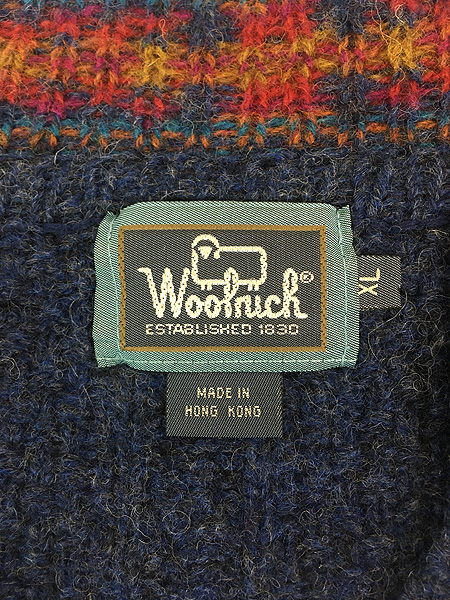 Woolrich®
ESTABLISHED 1830
XL
MADE IN
HONG KONG